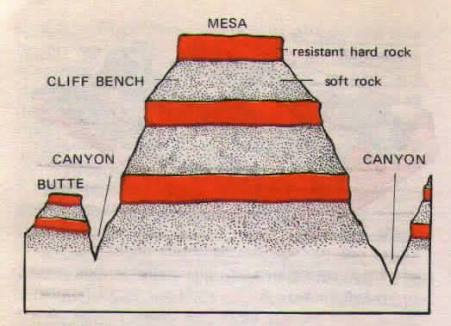 MESA
resistant hard rock
CLIFF BENCH
soft rock
CANYON
CANYON
BUTTE